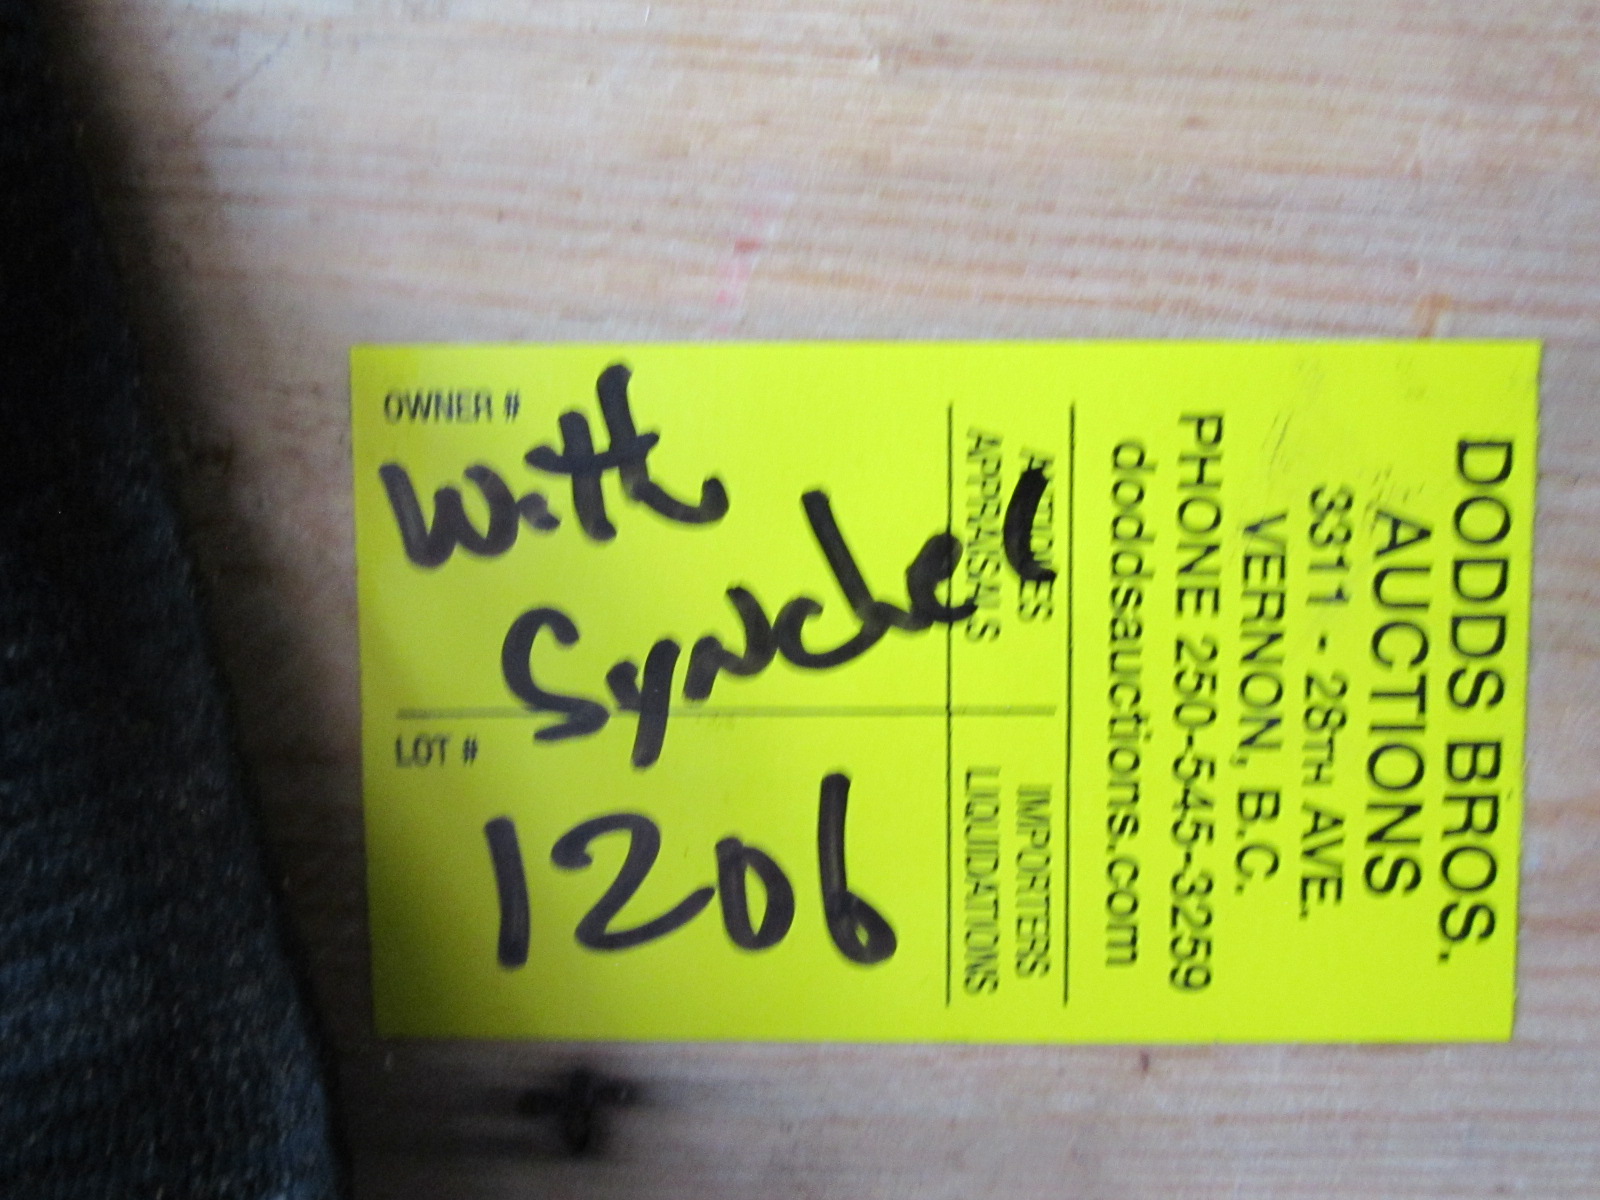 DODDS BROS.
AUCTIONS
3311 - 28TH AVE.
VERNON, B.C.
PHONE 250-545-3259
doddsauctions.com
ANTIQUES IMPORTERS
APPRAISALS LIQUIDATIONS
OWNER #
With
LOT #
1206